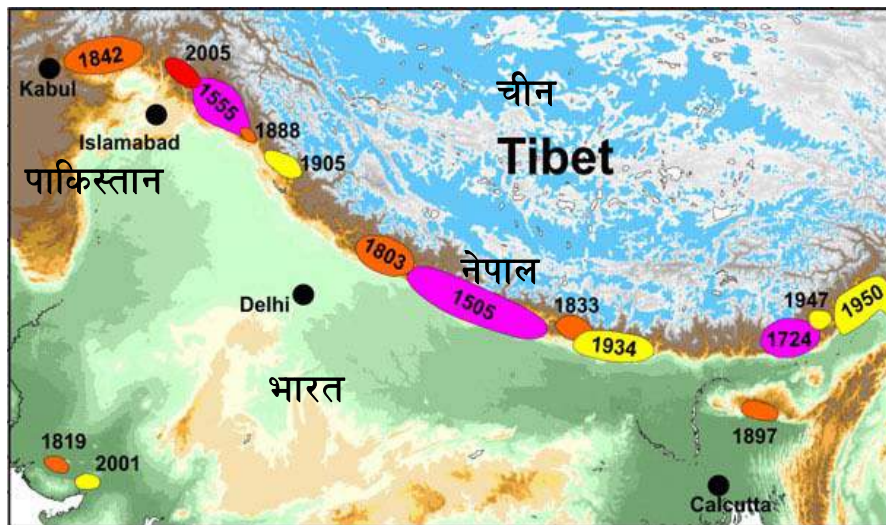 1842
2005
Kabul
1555
चीन
1888
Islamabad
Tibet
1905
पाकिस्तान
1803
नेपाल
1947
1950
Delhi
1505
1833
1724
1934
भारत
1897
1819
2001
Calcutta